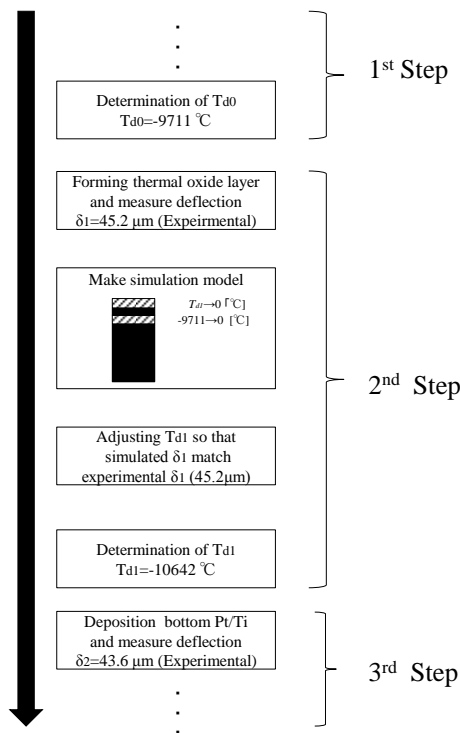 1st Step
Determination of Td0
Td0=-9711 ℃
Forming thermal oxide layer
and measure deflection
δ1=45.2 μm (Expeirmental)
Make simulation model
Td1→0 [℃]
-9711→0 [℃]
2nd Step
Adjusting Td1 so that
simulated δ1 match
experimental δ1 (45.2μm)
Determination of Td1
Td1=-10642 ℃
Deposition bottom Pt/Ti
and measure deflection
δ2=43.6 μm (Experimental)
3rd Step